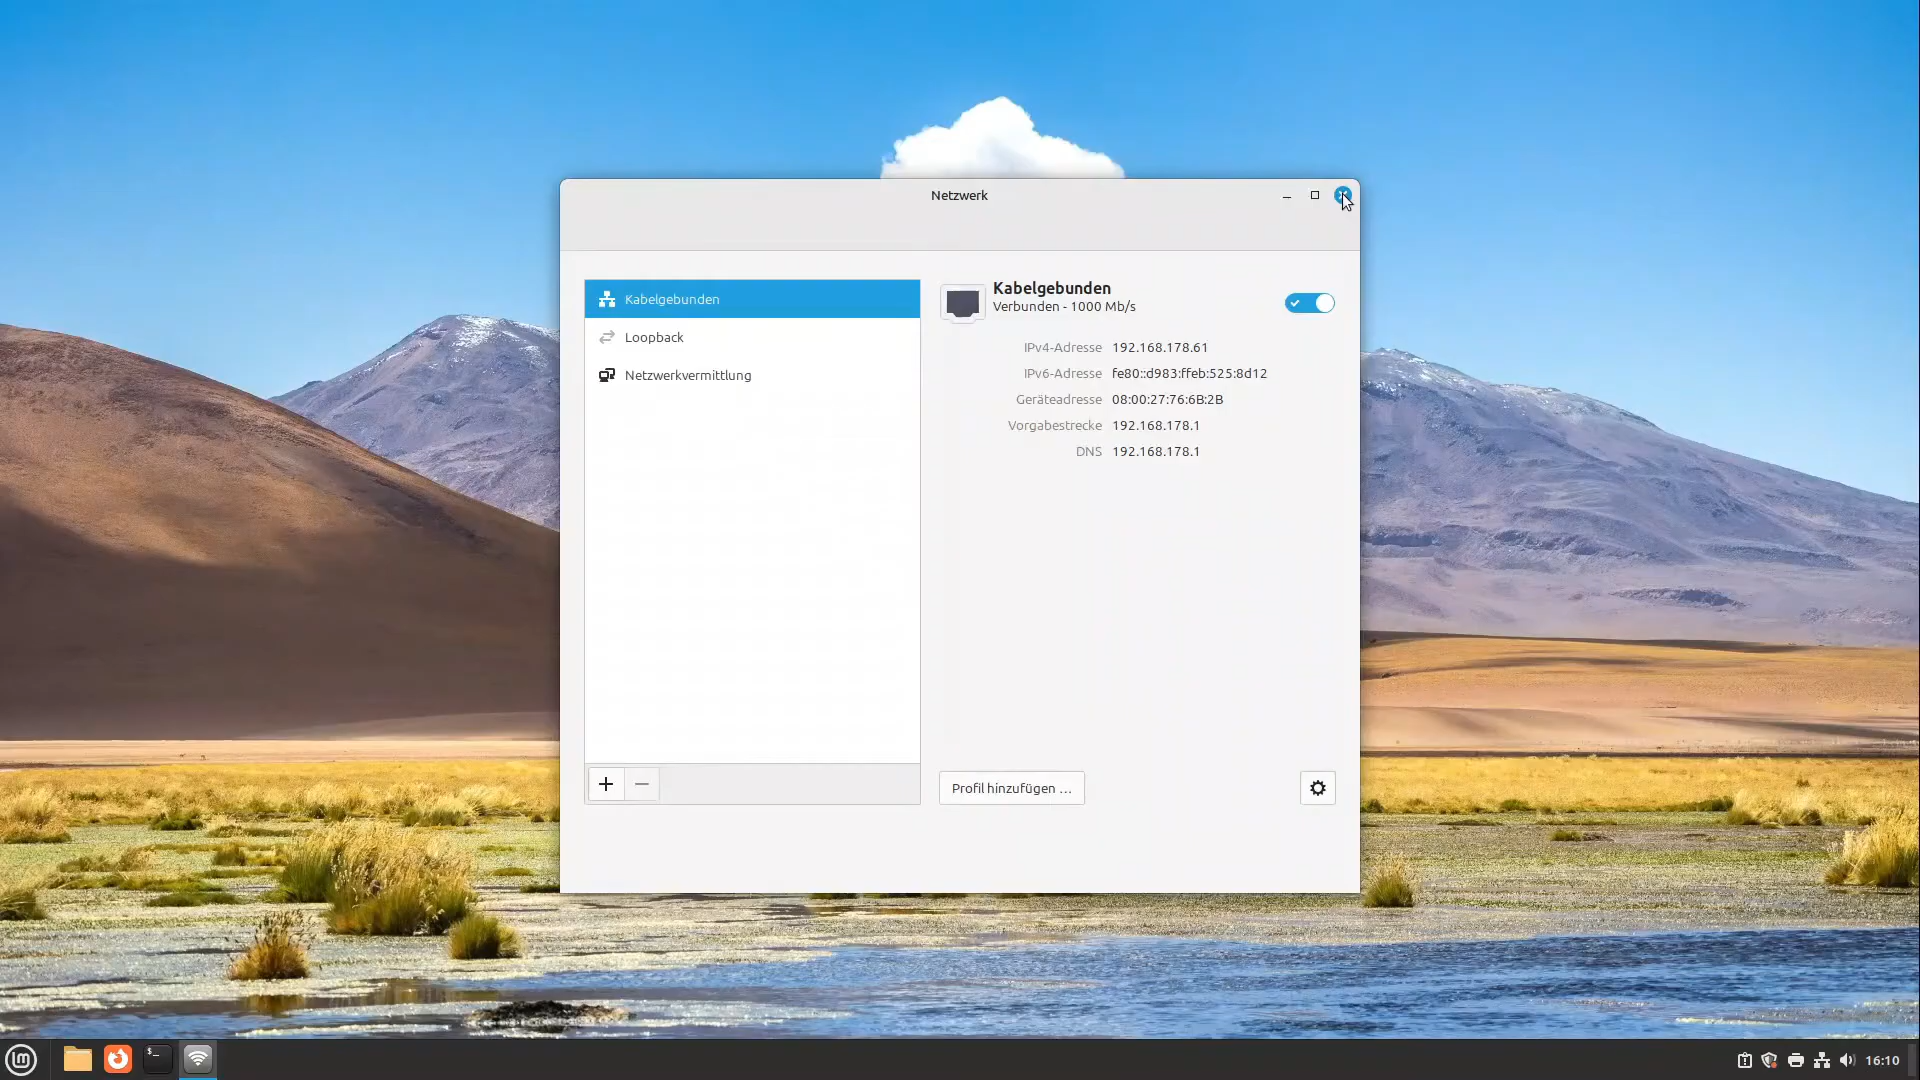 Netzwerk
Kabelgebunden
Loopback
Netzwerkvermittlung
Kabelgebunden
Verbunden - 1000 Mb/s
IPv4-Adresse 192.168.178.61
IPv6-Adresse fe80::d983:ffeb:525:8d12
Geräteadresse 08:00:27:76:6B:2B
Vorgabestrecke 192.168.178.1
DNS 192.168.178.1
Profil hinzufügen ...
16:10